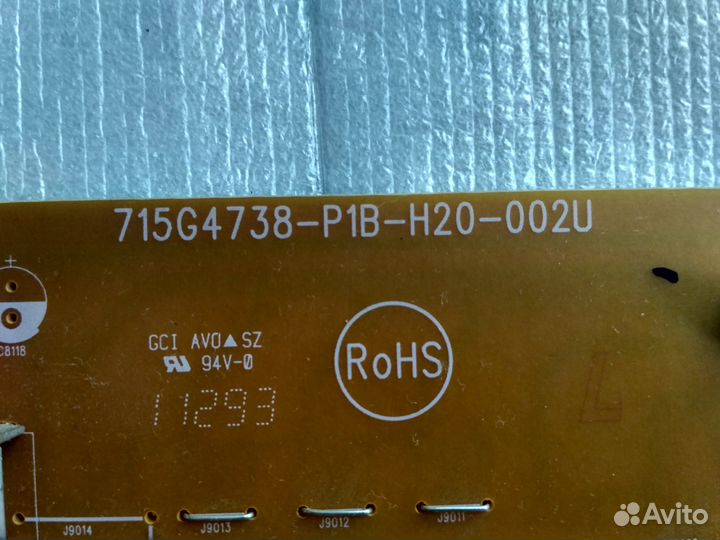 715G4738-P1B-H20-002U
+
C8118
GCI AVO▲SZ
94V-0
RoHS
11293
L
J9014
J9013
J9012
J9011
Avito